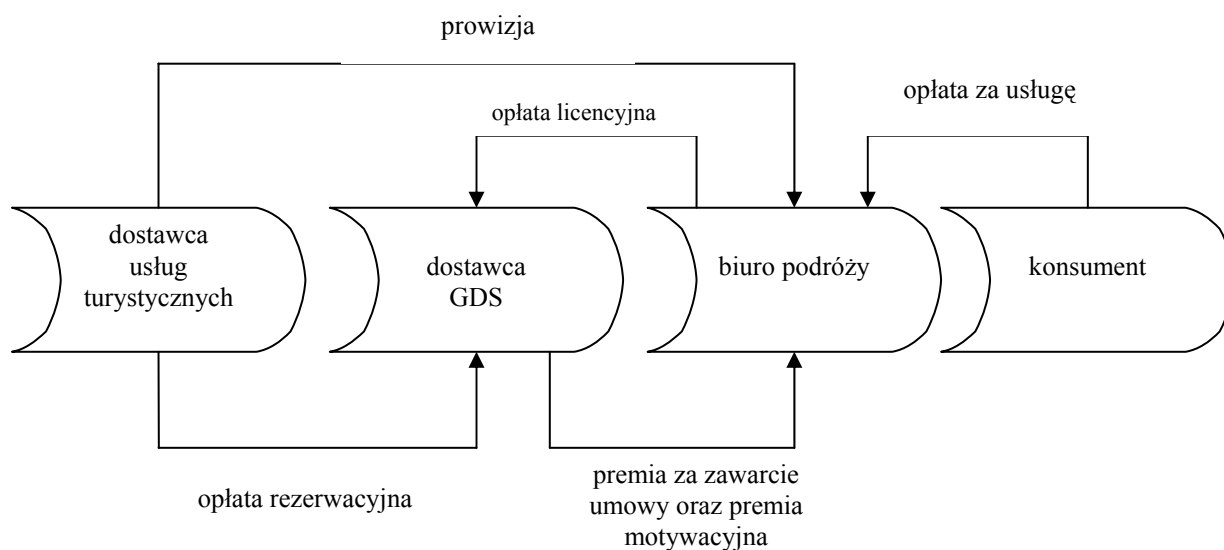 prowizja
opłata za usługę
opłata licencyjna
dostawca
usług
turystycznych
dostawca
GDS
biuro podróży
konsument
opłata rezerwacyjna
premia za zawarcie
umowy oraz premia
motywacyjna